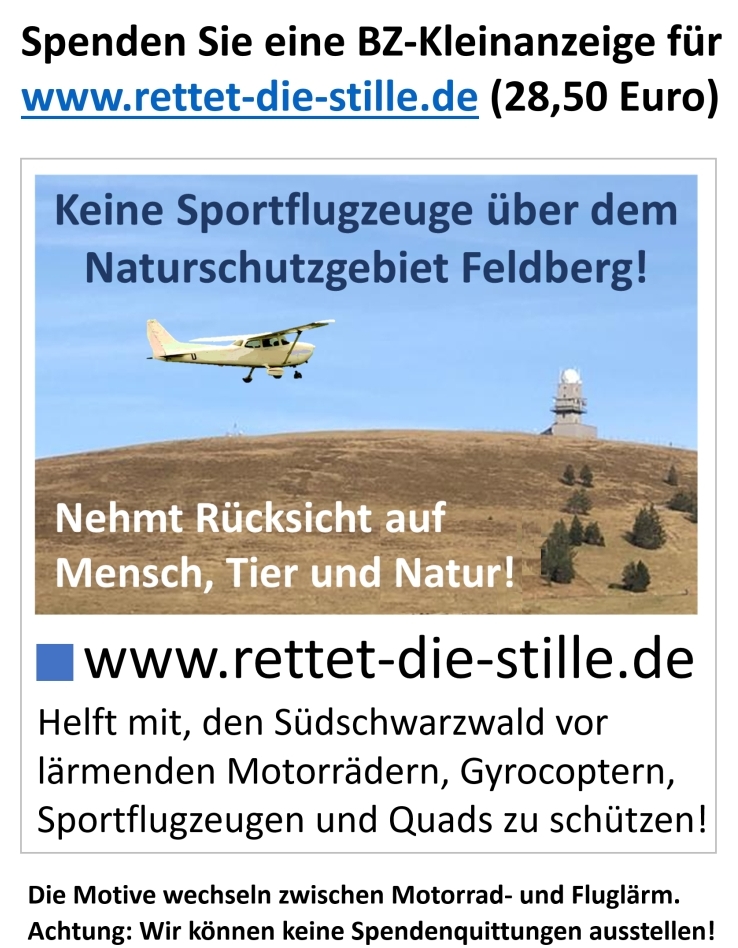 Spenden Sie eine BZ-Kleinanzeige für
www.rettet-die-stille.de (28,50 Euro)
Keine Sportflugzeuge über dem
Naturschutzgebiet Feldberg!
U
Nehmt Rücksicht auf
Mensch, Tier und Natur!
www.rettet-die-stille.de
Helft mit, den Südschwarzwald vor
lärmenden Motorrädern, Gyrocoptern,
Sportflugzeugen und Quads zu schützen!
Die Motive wechseln zwischen Motorrad- und Fluglärm.
Achtung: Wir können keine Spendenquittungen ausstellen!